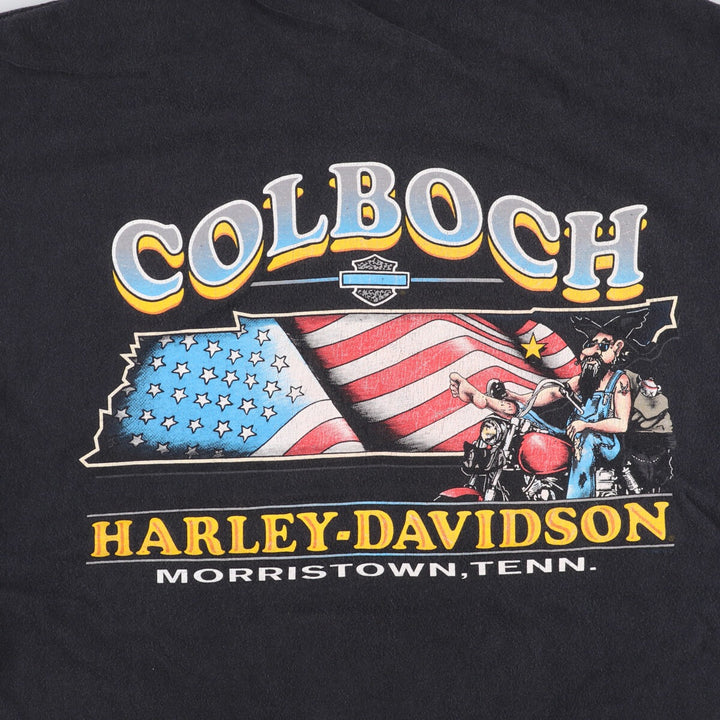 COLBOCH
HARLEY-DAVIDSON
MORRISTOWN, TENN.